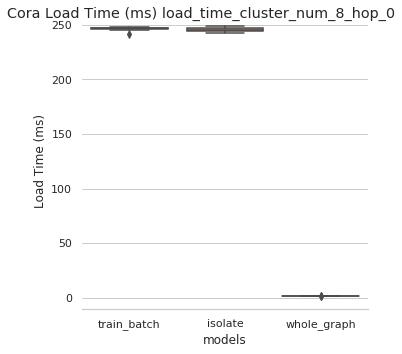 Cora Load Time (ms) load_time_cluster_num_8_hop_0
250
200
150
100
50
0
Load Time (ms)
train_batch isolate whole_graph
models